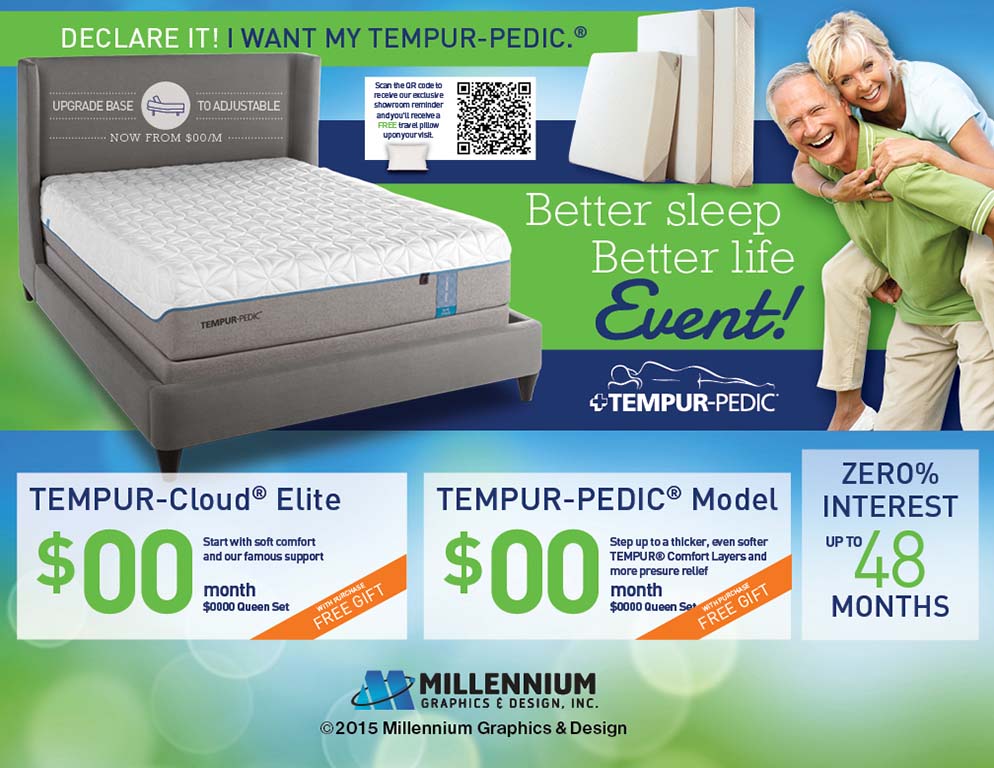 DECLARE IT! I WANT MY TEMPUR-PEDIC.®
UPGRADE BASE TO ADJUSTABLE
NOW FROM $00/M
Scan the QR code to
receive our exclusive
showroom reminder
and you'll receive a
FREE travel pillow
upon your visit.
Better sleep
Better life
Event!
TEMPUR-PEDIC
TEMPUR-PEDIC
TEMPUR-Cloud® Elite
$00
Start with soft comfort
and our famous support
month
$0000 Queen Set
WITH PURCHASE
FREE GIFT
TEMPUR-PEDIC® Model
$00
Step up to a thicker, even softer
TEMPUR® Comfort Layers and
more presure relief
month
$0000 Queen Set
WITH PURCHASE
FREE GIFT
ZERO%
INTEREST
UP TO 48
MONTHS
MILLENNIUM
GRAPHICS & DESIGN, INC.
©2015 Millennium Graphics & Design